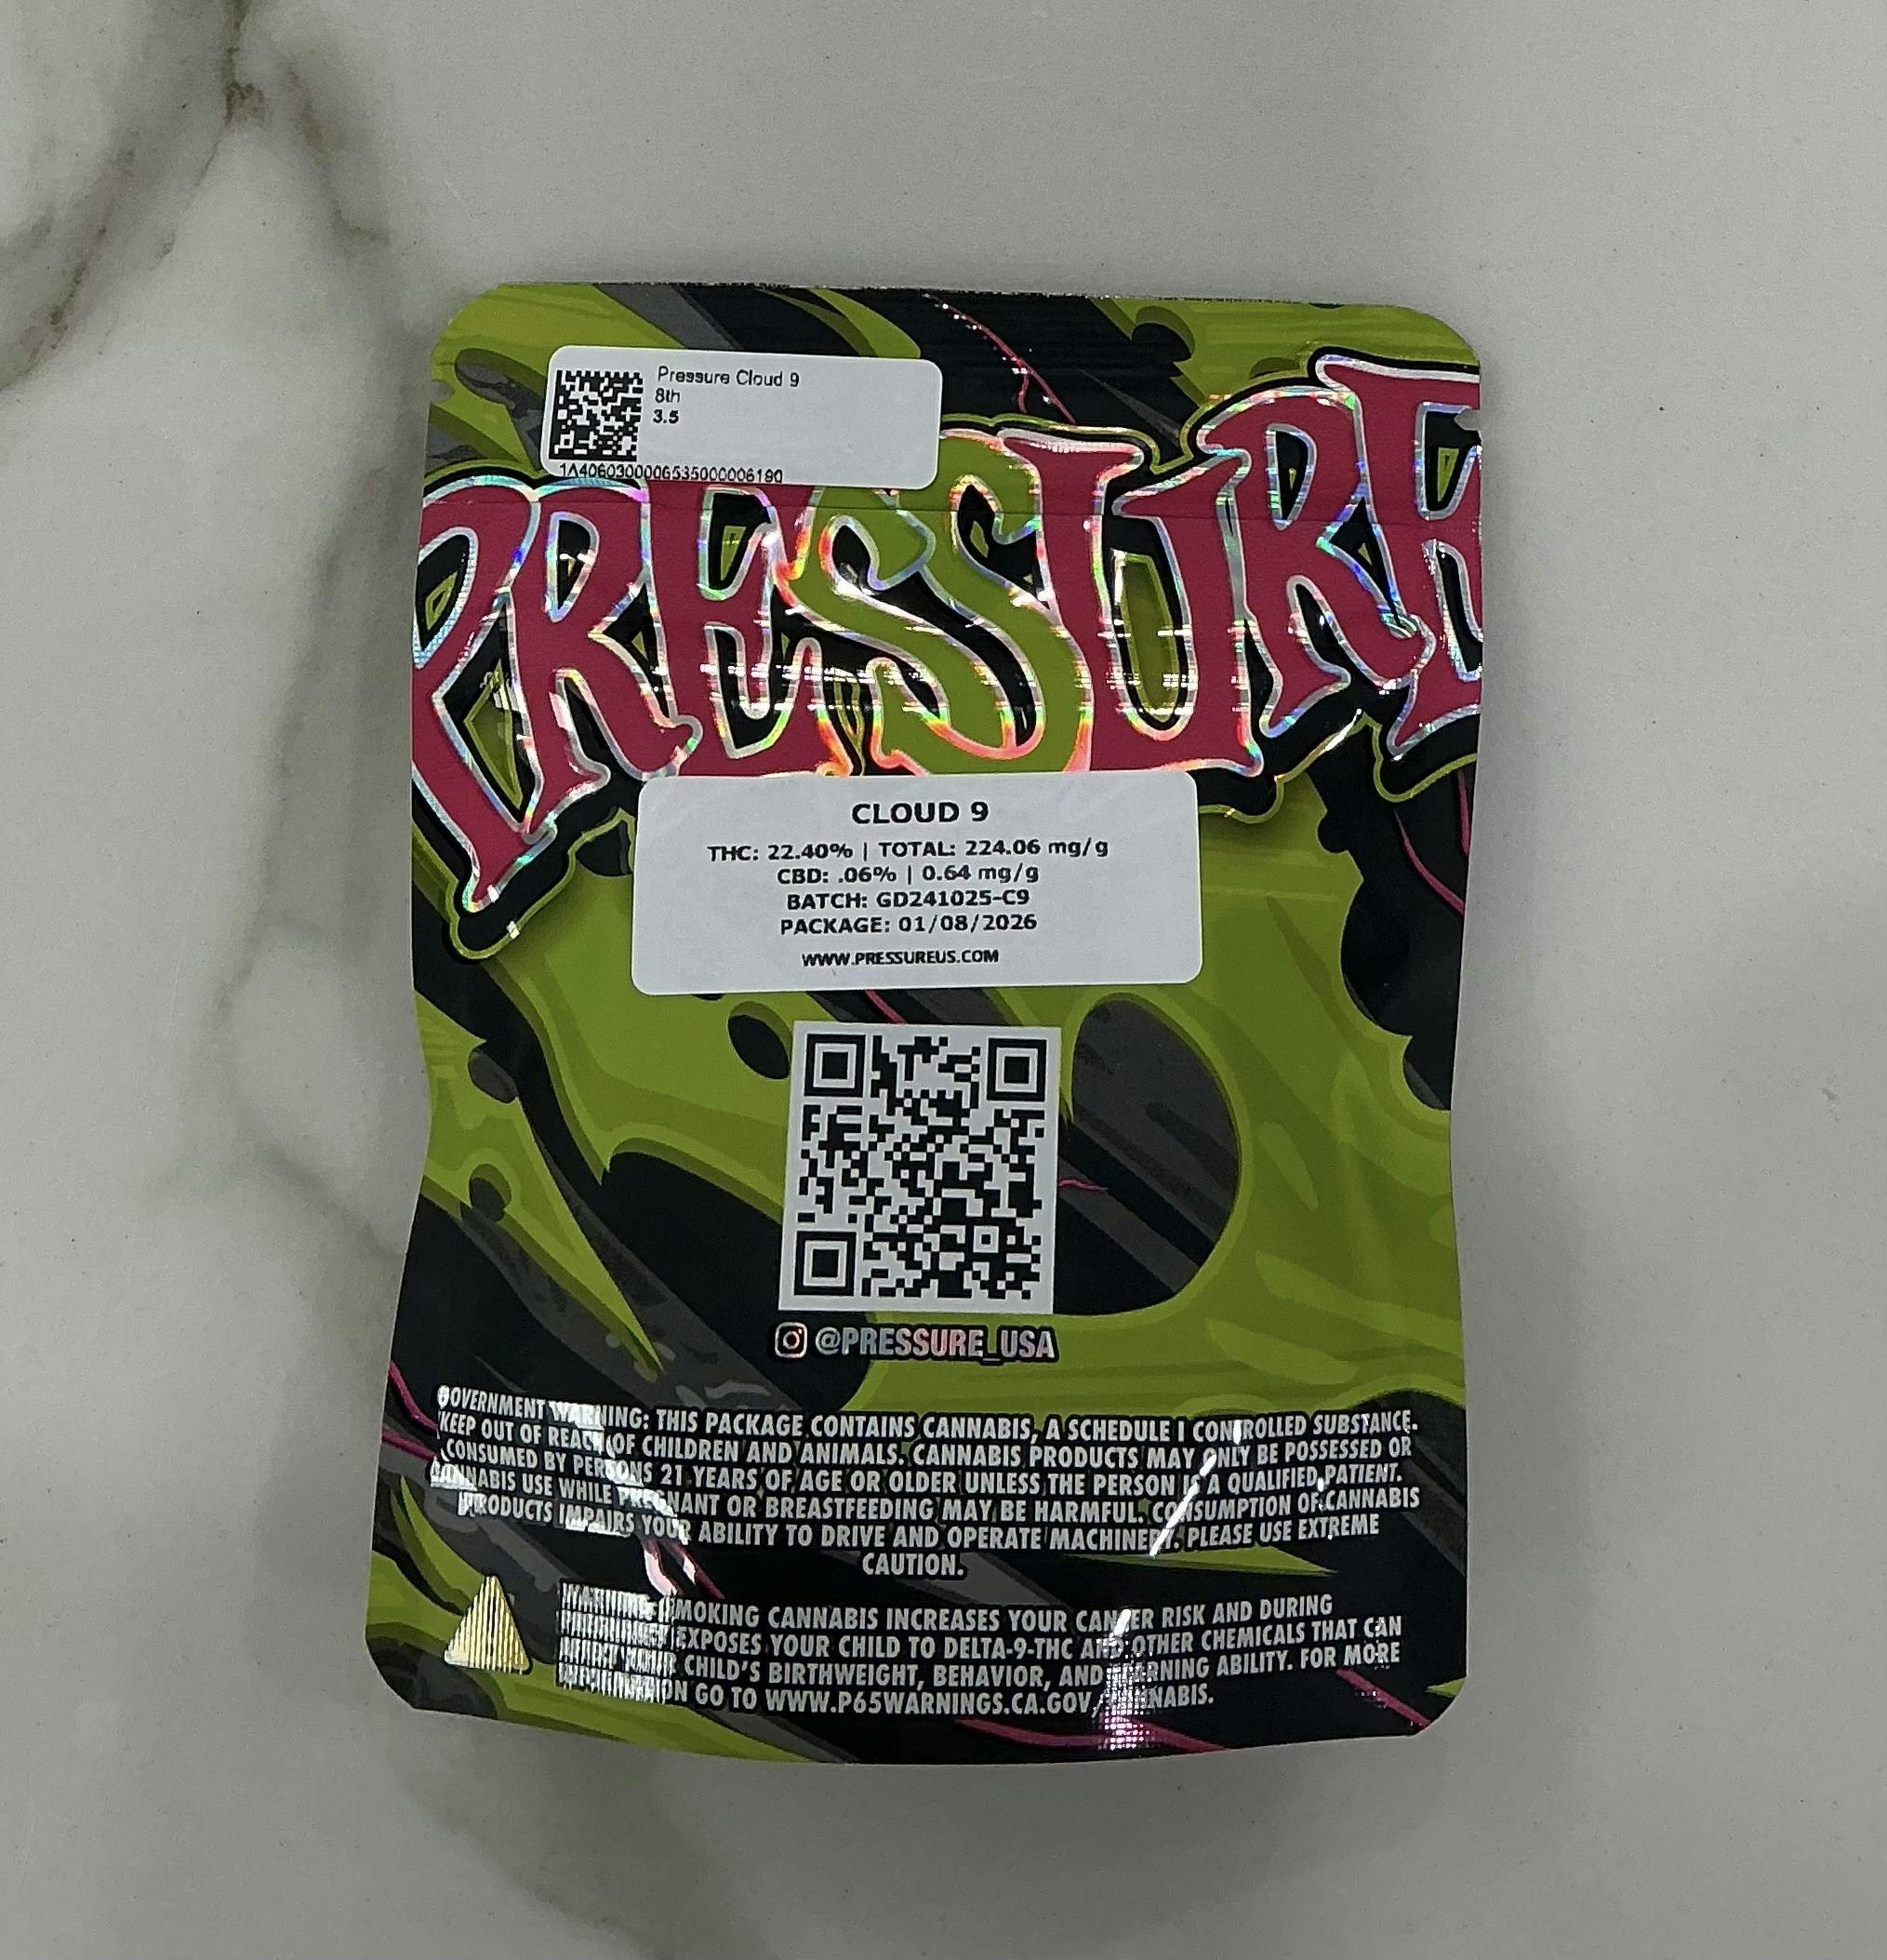 Pressure Cloud 9
8th
3.5
1A4060300006535000006190
PRESSURE
CLOUD 9
THC: 22.40% | TOTAL: 224.06 mg/g
CBD: .06% | 0.64 mg/g
BATCH: GD241025-C9
PACKAGE: 01/08/2026
WWW.PRESSUREUS.COM
@PRESSURE_USA
GOVERNMENT WARNING: THIS PACKAGE CONTAINS CANNABIS, A SCHEDULE I CONTROLLED SUBSTANCE.
KEEP OUT OF REACH OF CHILDREN AND ANIMALS. CANNABIS PRODUCTS MAY ONLY BE POSSESSED OR
CONSUMED BY PERSONS 21 YEARS OF AGE OR OLDER UNLESS THE PERSON IS A QUALIFIED PATIENT.
CANNABIS USE WHILE PREGNANT OR BREASTFEEDING MAY BE HARMFUL. CONSUMPTION OF CANNABIS
PRODUCTS IMPAIRS YOUR ABILITY TO DRIVE AND OPERATE MACHINERY. PLEASE USE EXTREME
CAUTION.
WARNING: SMOKING CANNABIS INCREASES YOUR CANCER RISK AND DURING
EXPOSES YOUR CHILD TO DELTA-9-THC AND OTHER CHEMICALS THAT CAN
CHILD'S BIRTHWEIGHT, BEHAVIOR, AND LEARNING ABILITY. FOR MORE
GO TO WWW.P65WARNINGS.CA.GOV/CANNABIS.